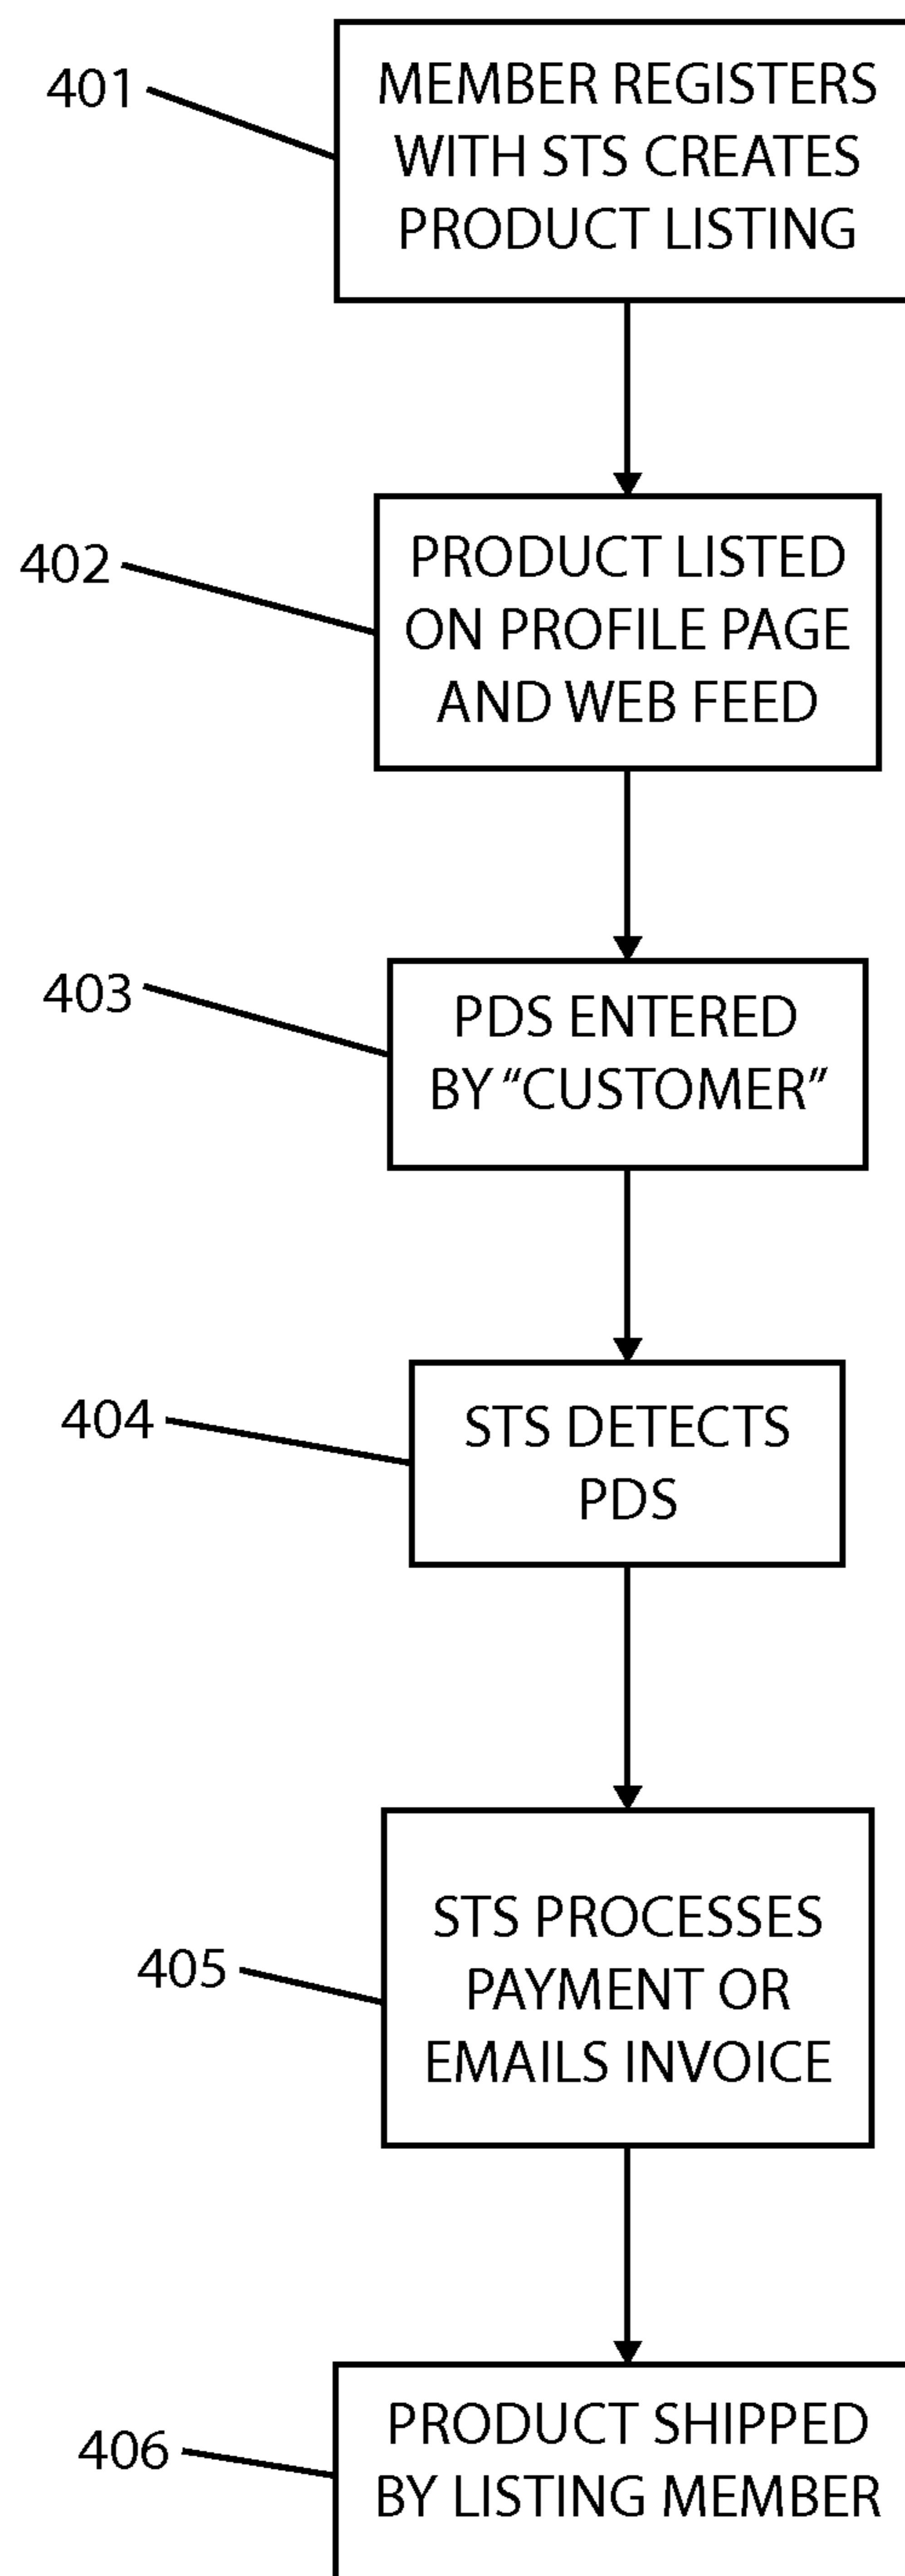 401
MEMBER REGISTERS
WITH STS CREATES
PRODUCT LISTING
402
PRODUCT LISTED
ON PROFILE PAGE
AND WEB FEED
403
PDS ENTERED
BY “CUSTOMER”
404
STS DETECTS
PDS
405
STS PROCESSES
PAYMENT OR
EMAILS INVOICE
406
PRODUCT SHIPPED
BY LISTING MEMBER